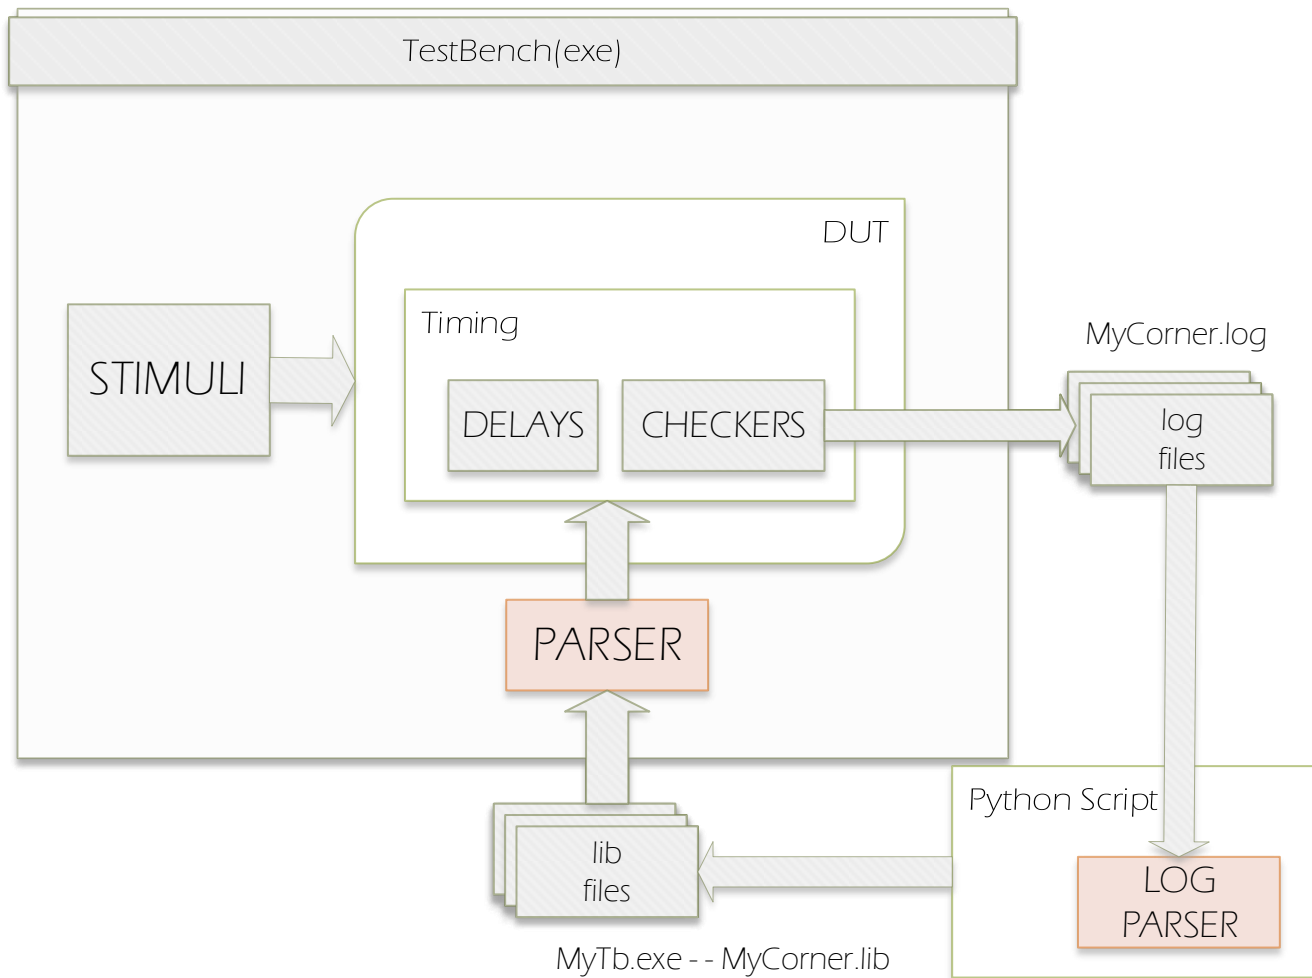 TestBench(exe)
DUT
Timing
STIMULI
DELAYS
CHECKERS
MyCorner.log
log
files
PARSER
Python Script
lib
files
LOG
PARSER
MyTb.exe - - MyCorner.lib